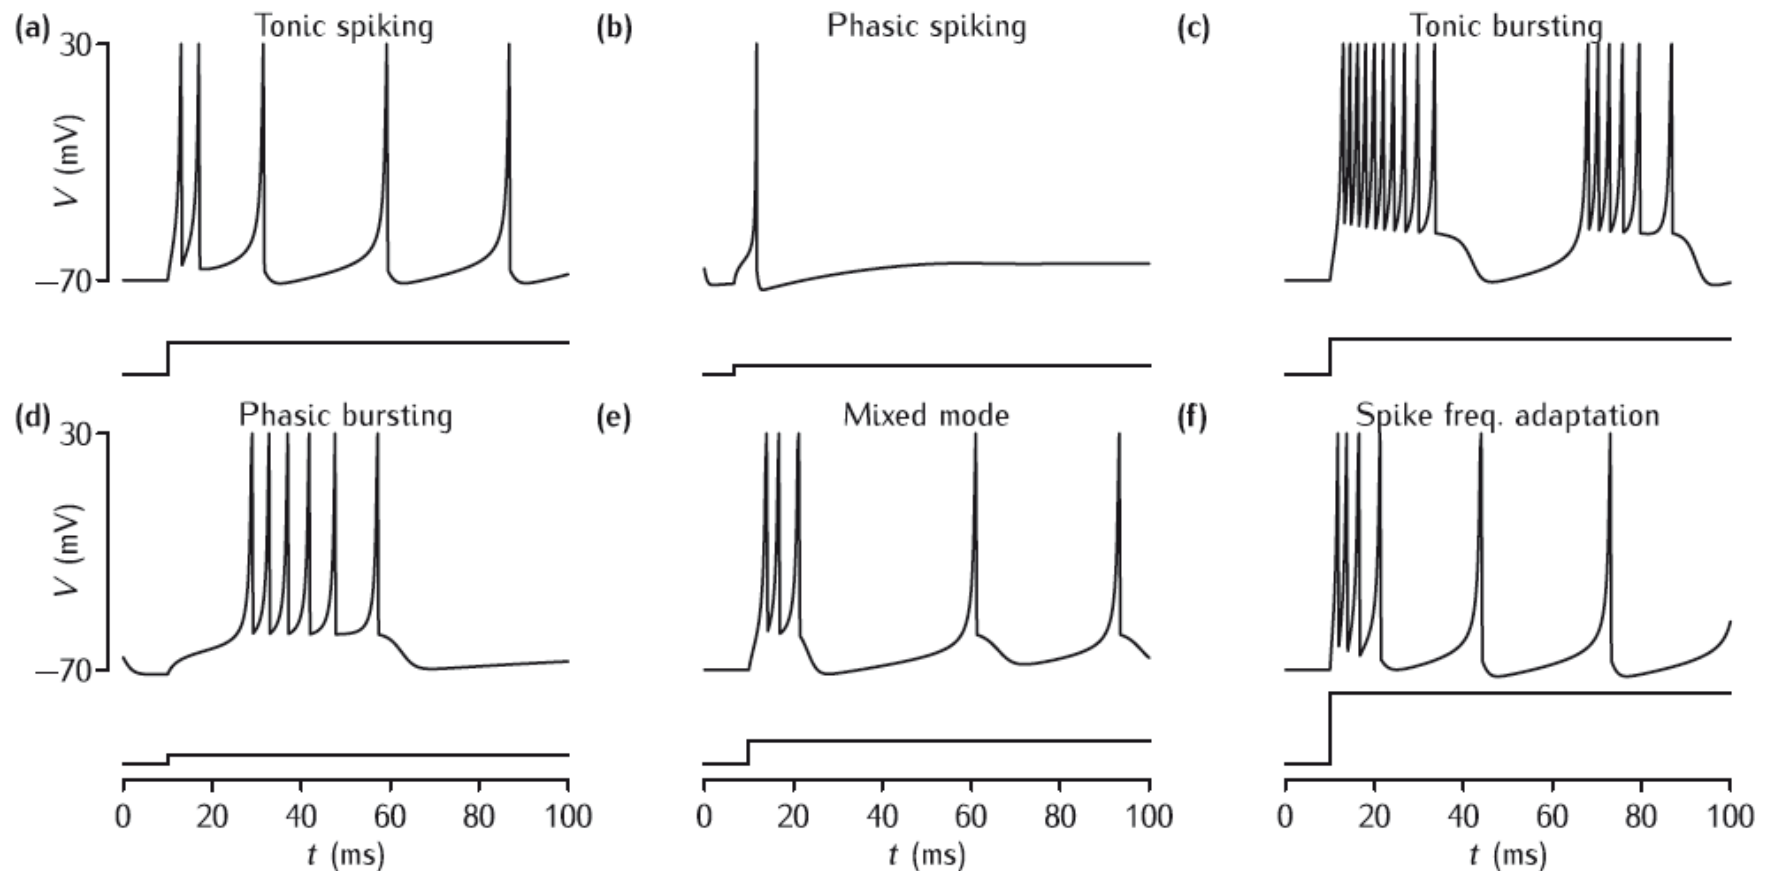 (a) Tonic spiking
(b) Phasic spiking
(c) Tonic bursting
30
V (mV)
−70
(d) Phasic bursting
(e) Mixed mode
(f) Spike freq. adaptation
30
V (mV)
−70
0 20 40 60 80 100
0 20 40 60 80 100
0 20 40 60 80 100
t (ms)
t (ms)
t (ms)